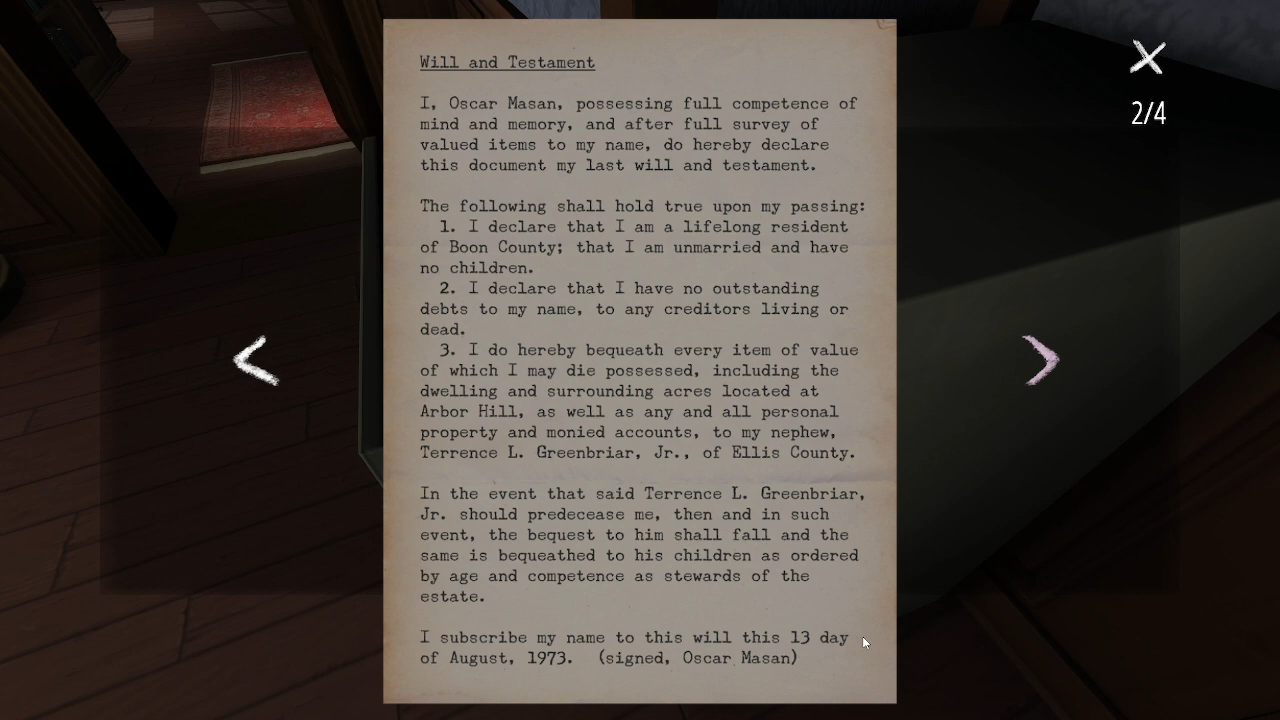 Will and Testament
I, Oscar Masan, possessing full competence of
mind and memory, and after full survey of
valued items to my name, do hereby declare
this document my last will and testament.
The following shall hold true upon my passing:
1. I declare that I am a lifelong resident
of Boon County; that I am unmarried and have
no children.
2. I declare that I have no outstanding
debts to my name, to any creditors living or
dead.
3. I do hereby bequeath every item of value
of which I may die possessed, including the
dwelling and surrounding acres located at
Arbor Hill, as well as any and all personal
property and monied accounts, to my nephew,
Terrence L. Greenbriar, Jr., of Ellis County.
In the event that said Terrence L. Greenbriar,
Jr. should predecease me, then and in such
event, the bequest to him shall fall and the
same is bequeathed to his children as ordered
by age and competence as stewards of the
estate.
I subscribe my name to this will this 13 day
of August, 1973. (signed, Oscar Masan)
2/4